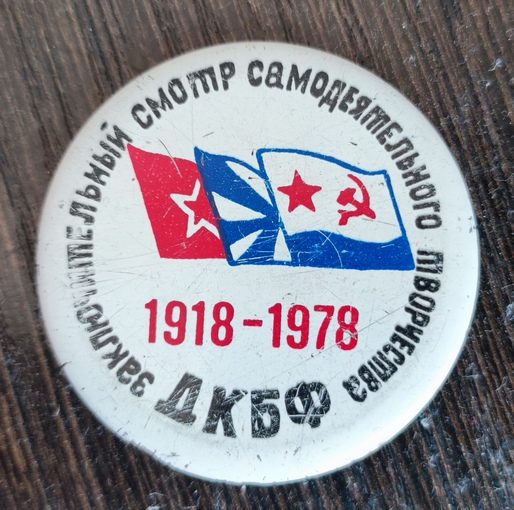 заключительный смотр самодеятельного творчества
1918-1978
ДКБФ